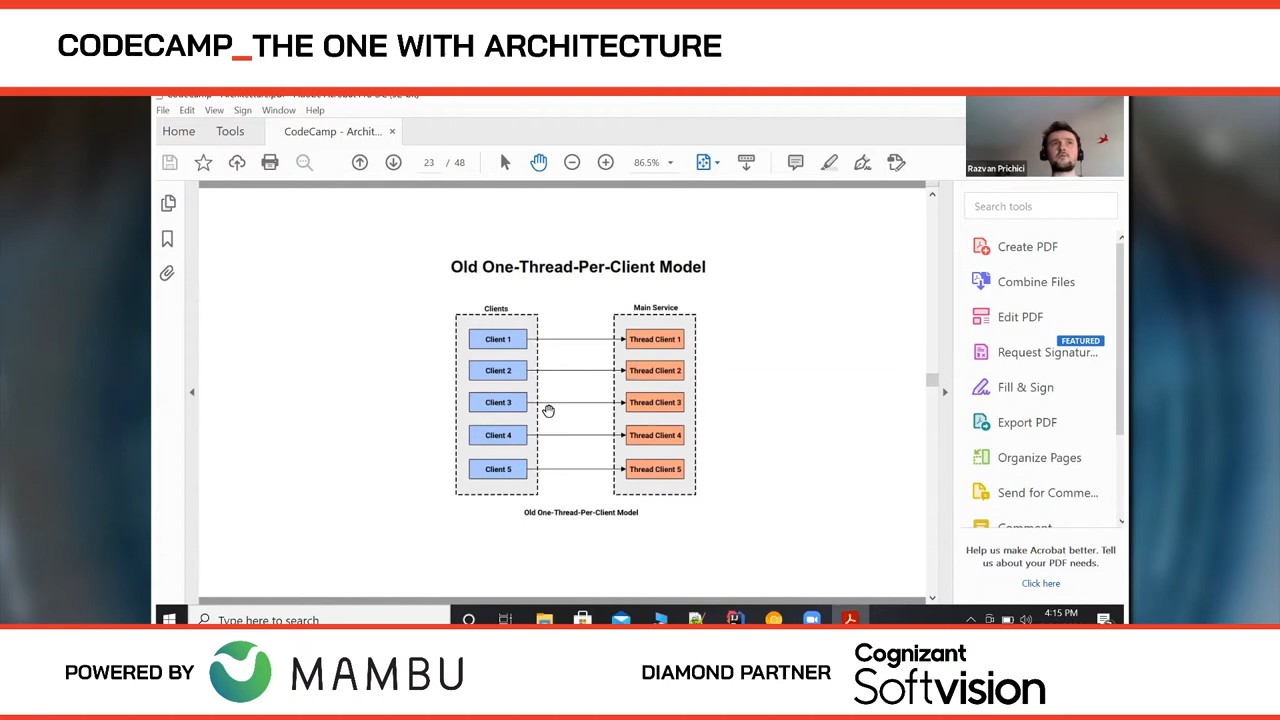 CODECAMP_THE ONE WITH ARCHITECTURE
File Edit View Sign Window Help
Home Tools CodeCamp - Archit... ×
23 / 48 86.5%
Razvan Prichici
Search tools
Create PDF
Combine Files
Edit PDF
FEATURED
Request Signatur...
Fill & Sign
Export PDF
Organize Pages
Send for Comme...
Comment
Help us make Acrobat better. Tell
us about your PDF needs.
Click here
Old One-Thread-Per-Client Model
Clients Main Service
Client 1 Thread Client 1
Client 2 Thread Client 2
Client 3 Thread Client 3
Client 4 Thread Client 4
Client 5 Thread Client 5
Old One-Thread-Per-Client Model
Type here to search
4:15 PM
POWERED BY MAMBU
DIAMOND PARTNER Cognizant
Softvision